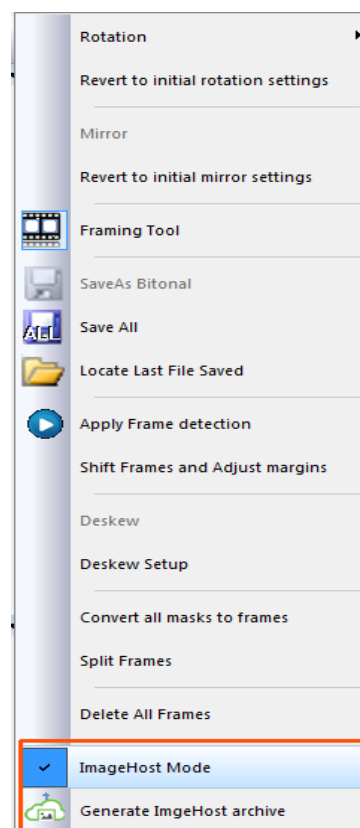 Rotation
Revert to initial rotation settings
Mirror
Revert to initial mirror settings
Framing Tool
SaveAs Bitonal
ALL Save All
Locate Last File Saved
Apply Frame detection
Shift Frames and Adjust margins
Deskew
Deskew Setup
Convert all masks to frames
Split Frames
Delete All Frames
ImageHost Mode
Generate ImgeHost archive